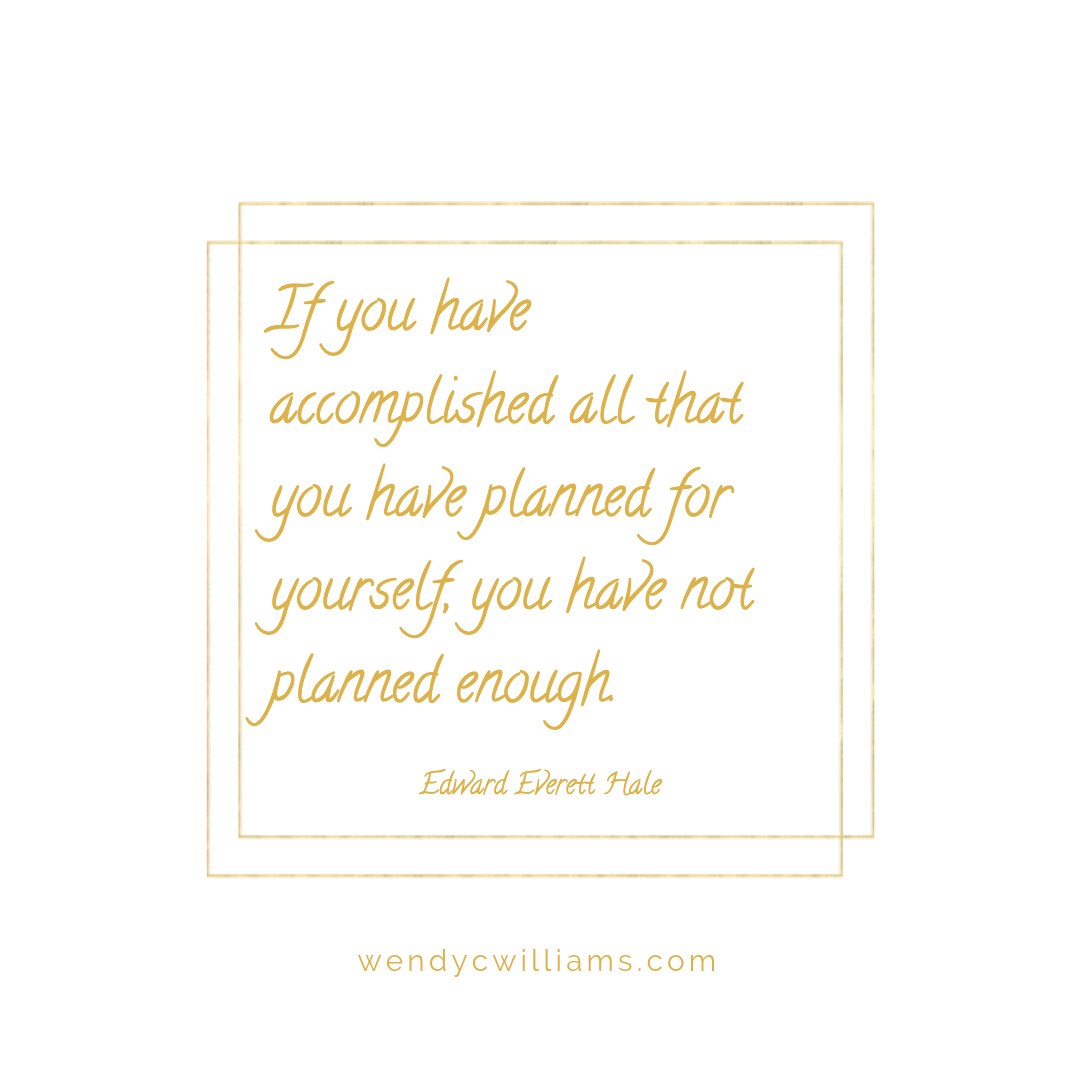 If you have
accomplished all that
you have planned for
yourself, you have not
planned enough.
Edward Everett Hale
wendycwilliams.com